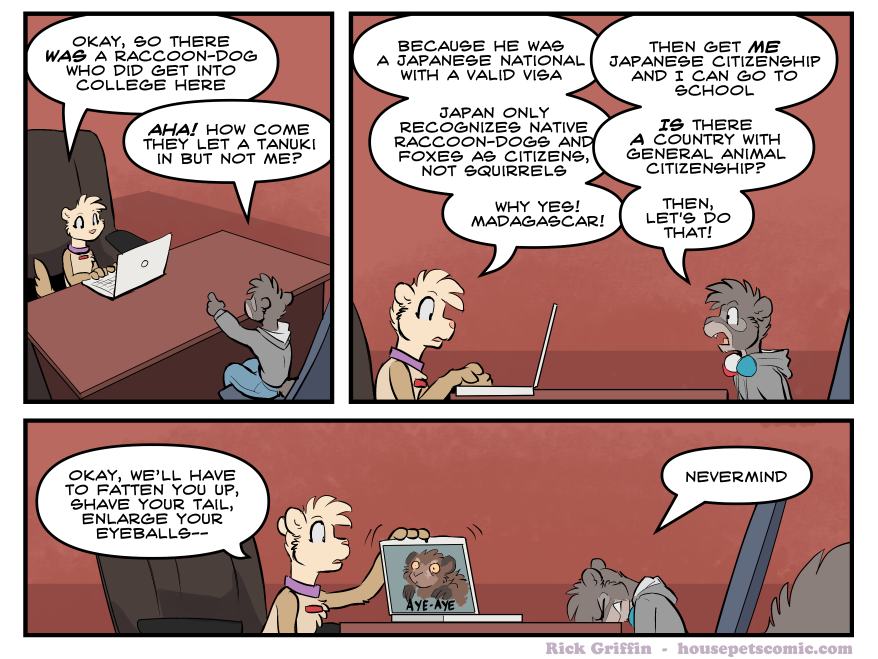 OKAY, SO THERE
WAS A RACCOON-DOG
WHO DID GET INTO
COLLEGE HERE
AHA! HOW COME
THEY LET A TANUKI
IN BUT NOT ME?
BECAUSE HE WAS
A JAPANESE NATIONAL
WITH A VALID VISA
THEN GET ME
JAPANESE CITIZENSHIP
AND I CAN GO TO
SCHOOL
JAPAN ONLY
RECOGNIZES NATIVE
RACCOON-DOGS AND
FOXES AS CITIZENS,
NOT SQUIRRELS
IS THERE
A COUNTRY WITH
GENERAL ANIMAL
CITIZENSHIP?
WHY YES!
MADAGASCAR!
THEN,
LET'S DO
THAT!
OKAY, WE'LL HAVE
TO FATTEN YOU UP,
SHAVE YOUR TAIL,
ENLARGE YOUR
EYEBALLS--
AYE-AYE
NEVERMIND
Rick Griffin - housepetscomic.com